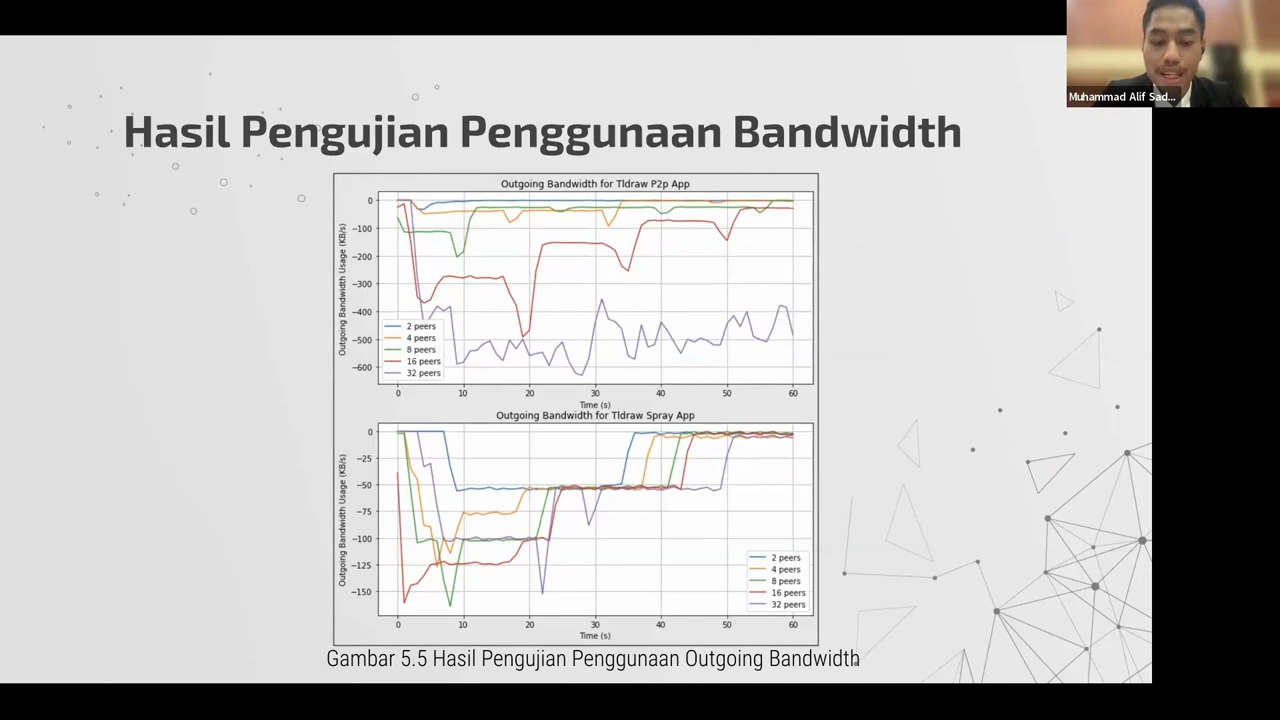 Muhammad Alif Sad...
Hasil Pengujian Penggunaan Bandwidth
Outgoing Bandwidth for Tldraw P2p App
Outgoing Bandwidth Usage (KB/s)
0
−100
−200
−300
−400
−500
−600
2 peers
4 peers
8 peers
16 peers
32 peers
0 10 20 30 40 50 60
Time (s)
Outgoing Bandwidth for Tldraw Spray App
Outgoing Bandwidth Usage (KB/s)
0
−25
−50
−75
−100
−125
−150
2 peers
4 peers
8 peers
16 peers
32 peers
0 10 20 30 40 50 60
Time (s)
Gambar 5.5 Hasil Pengujian Penggunaan Outgoing Bandwidth